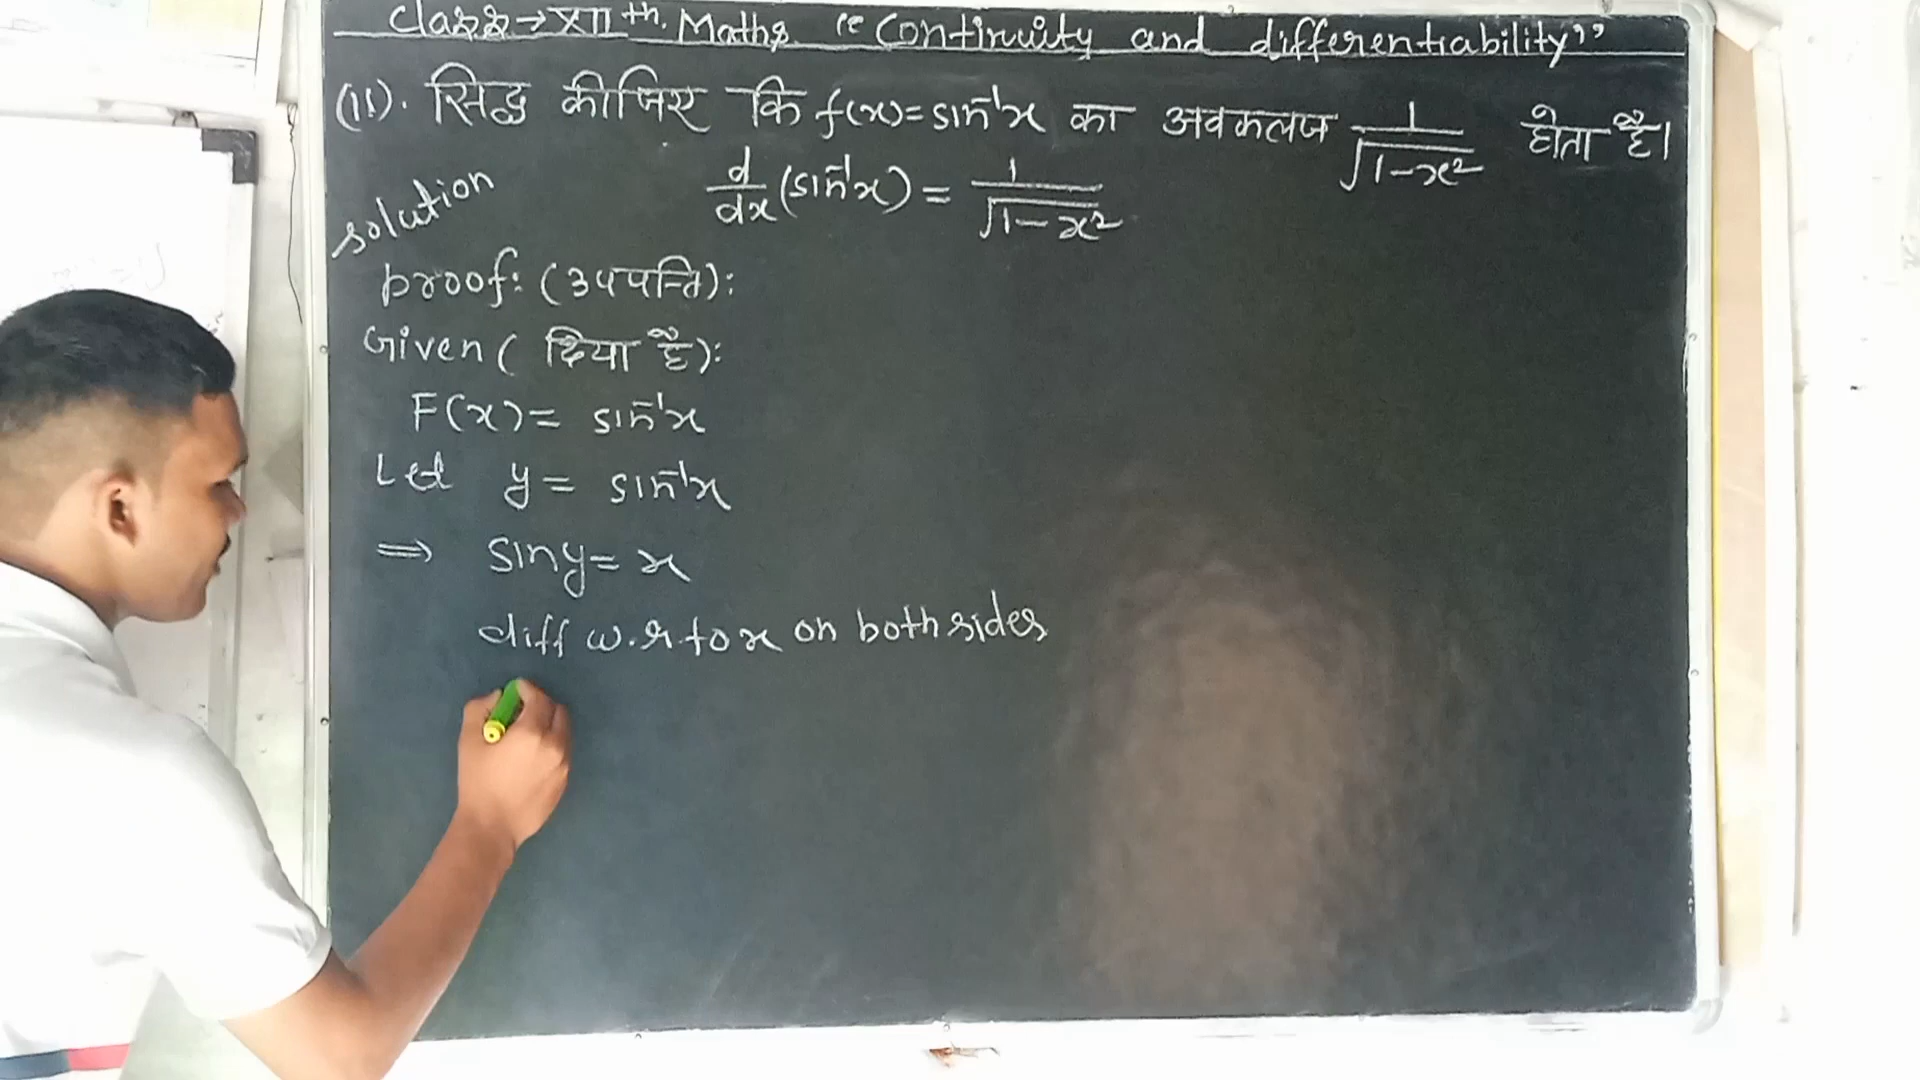 Class→XIIth. Maths "Continuity and differentiability"
(11). सिद्ध कीजिए कि f(x)=sin⁻¹x का अवकलज 1/√1-x² होता है।
solution
d/dx(sin⁻¹x) = 1/√1-x²
proof: (उपपत्ति):
Given ( दिया है):
F(x)= sin⁻¹x
Let y= sin⁻¹x
⇒ siny= x
diff w.r.to x on both sides